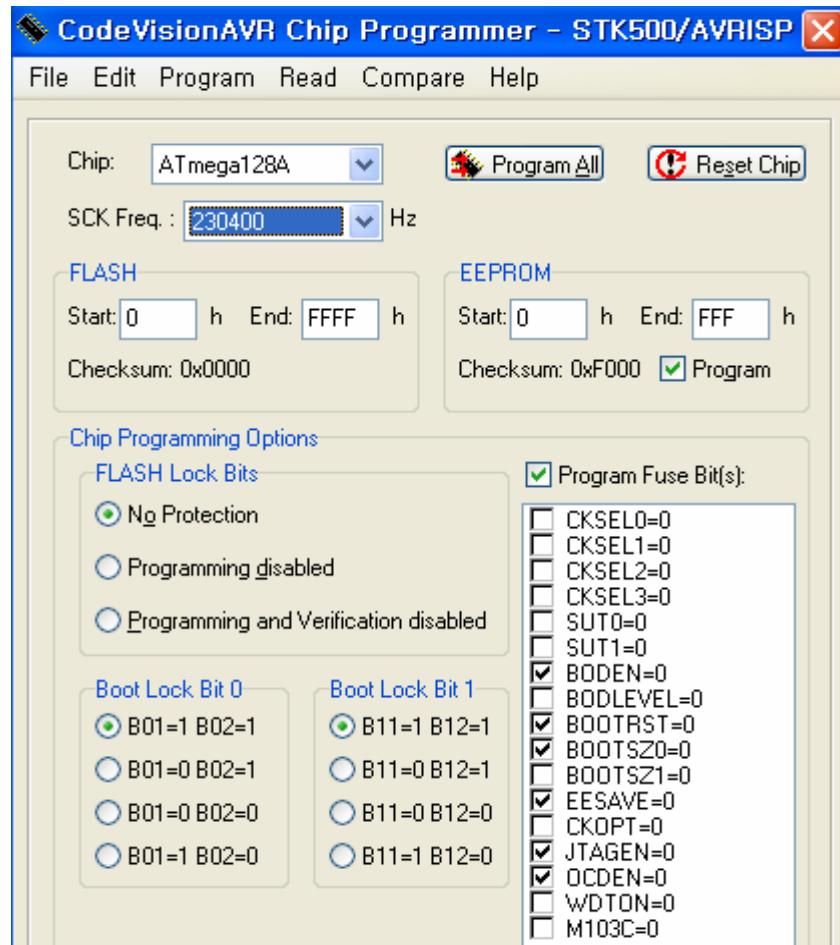 CodeVisionAVR Chip Programmer - STK500/AVRISP
File Edit Program Read Compare Help
Chip: ATmega128A Program All Reset Chip
SCK Freq. : 230400 Hz
FLASH
Start: 0 h End: FFFF h
Checksum: 0x0000
EEPROM
Start: 0 h End: FFF h
Checksum: 0xF000 Program
Chip Programming Options
FLASH Lock Bits
No Protection
Programming disabled
Programming and Verification disabled
Boot Lock Bit 0
B01=1 B02=1
B01=0 B02=1
B01=0 B02=0
B01=1 B02=0
Boot Lock Bit 1
B11=1 B12=1
B11=0 B12=1
B11=0 B12=0
B11=1 B12=0
Program Fuse Bit(s):
CKSEL0=0
CKSEL1=0
CKSEL2=0
CKSEL3=0
SUT0=0
SUT1=0
BODEN=0
BODLEVEL=0
BOOTRST=0
BOOTSZ0=0
BOOTSZ1=0
EESAVE=0
CKOPT=0
JTAGEN=0
OCDEN=0
WDTON=0
M103C=0